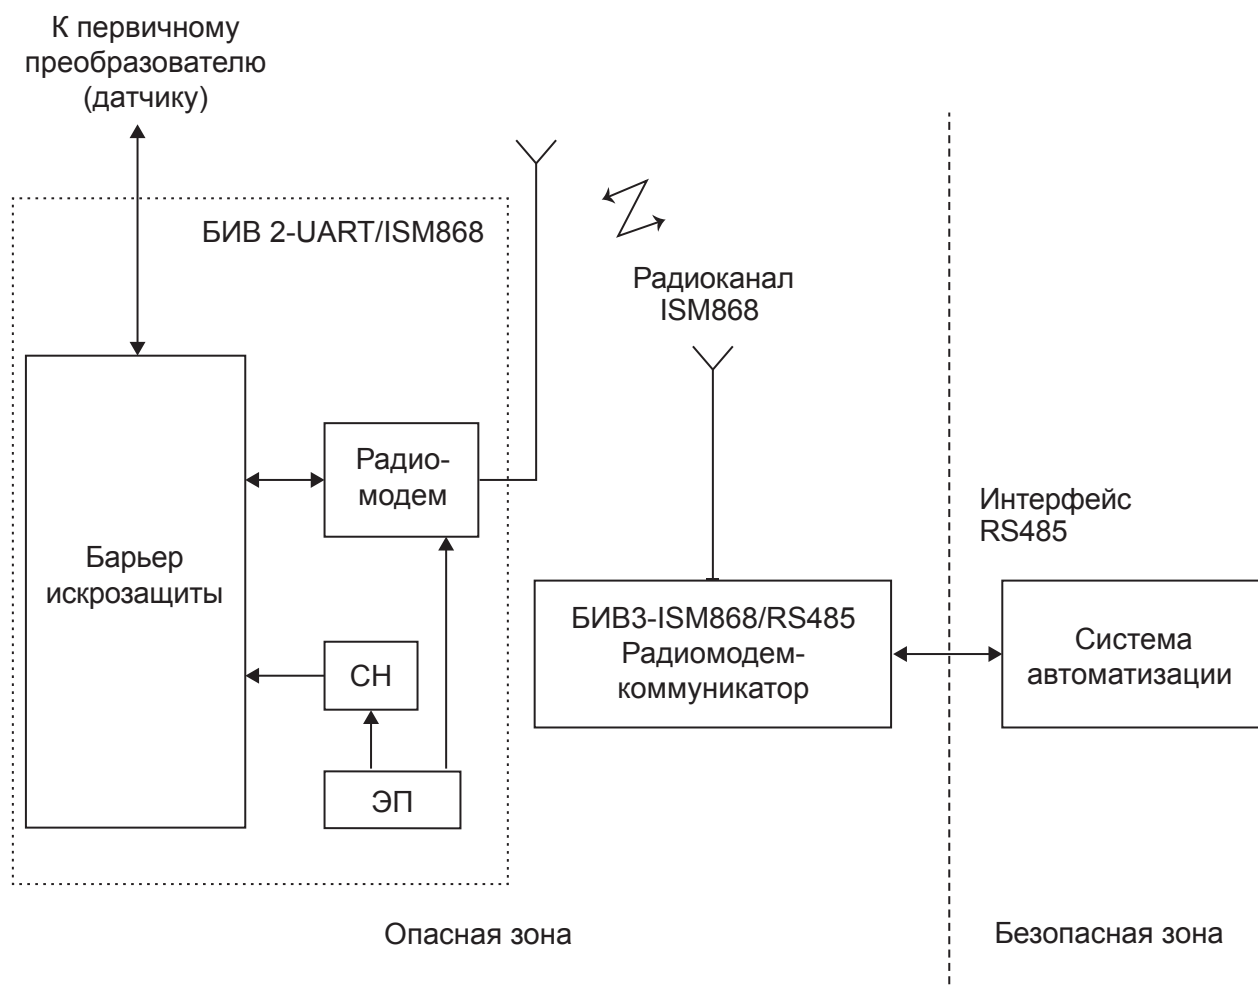 К первичному
преобразователю
(датчику)
БИВ 2-UART/ISM868
Радиоканал
ISM868
Радио-
модем
Барьер
искрозащиты
СН
ЭП
БИВ3-ISM868/RS485
Радиомодем-
коммуникатор
Интерфейс
RS485
Система
автоматизации
Опасная зона
Безопасная зона